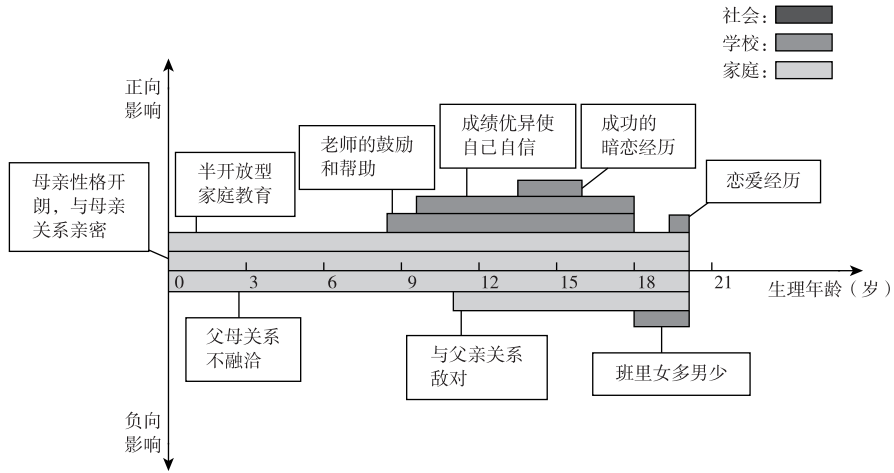 社会：
学校：
家庭：
正向
影响
母亲性格开
朗，与母亲
关系亲密
半开放型
家庭教育
老师的鼓励
和帮助
成绩优异使
自己自信
成功的
暗恋经历
恋爱经历
0
3
6
9
12
15
18
21
生理年龄（岁）
父母关系
不融洽
与父亲关系
敌对
班里女多男少
负向
影响